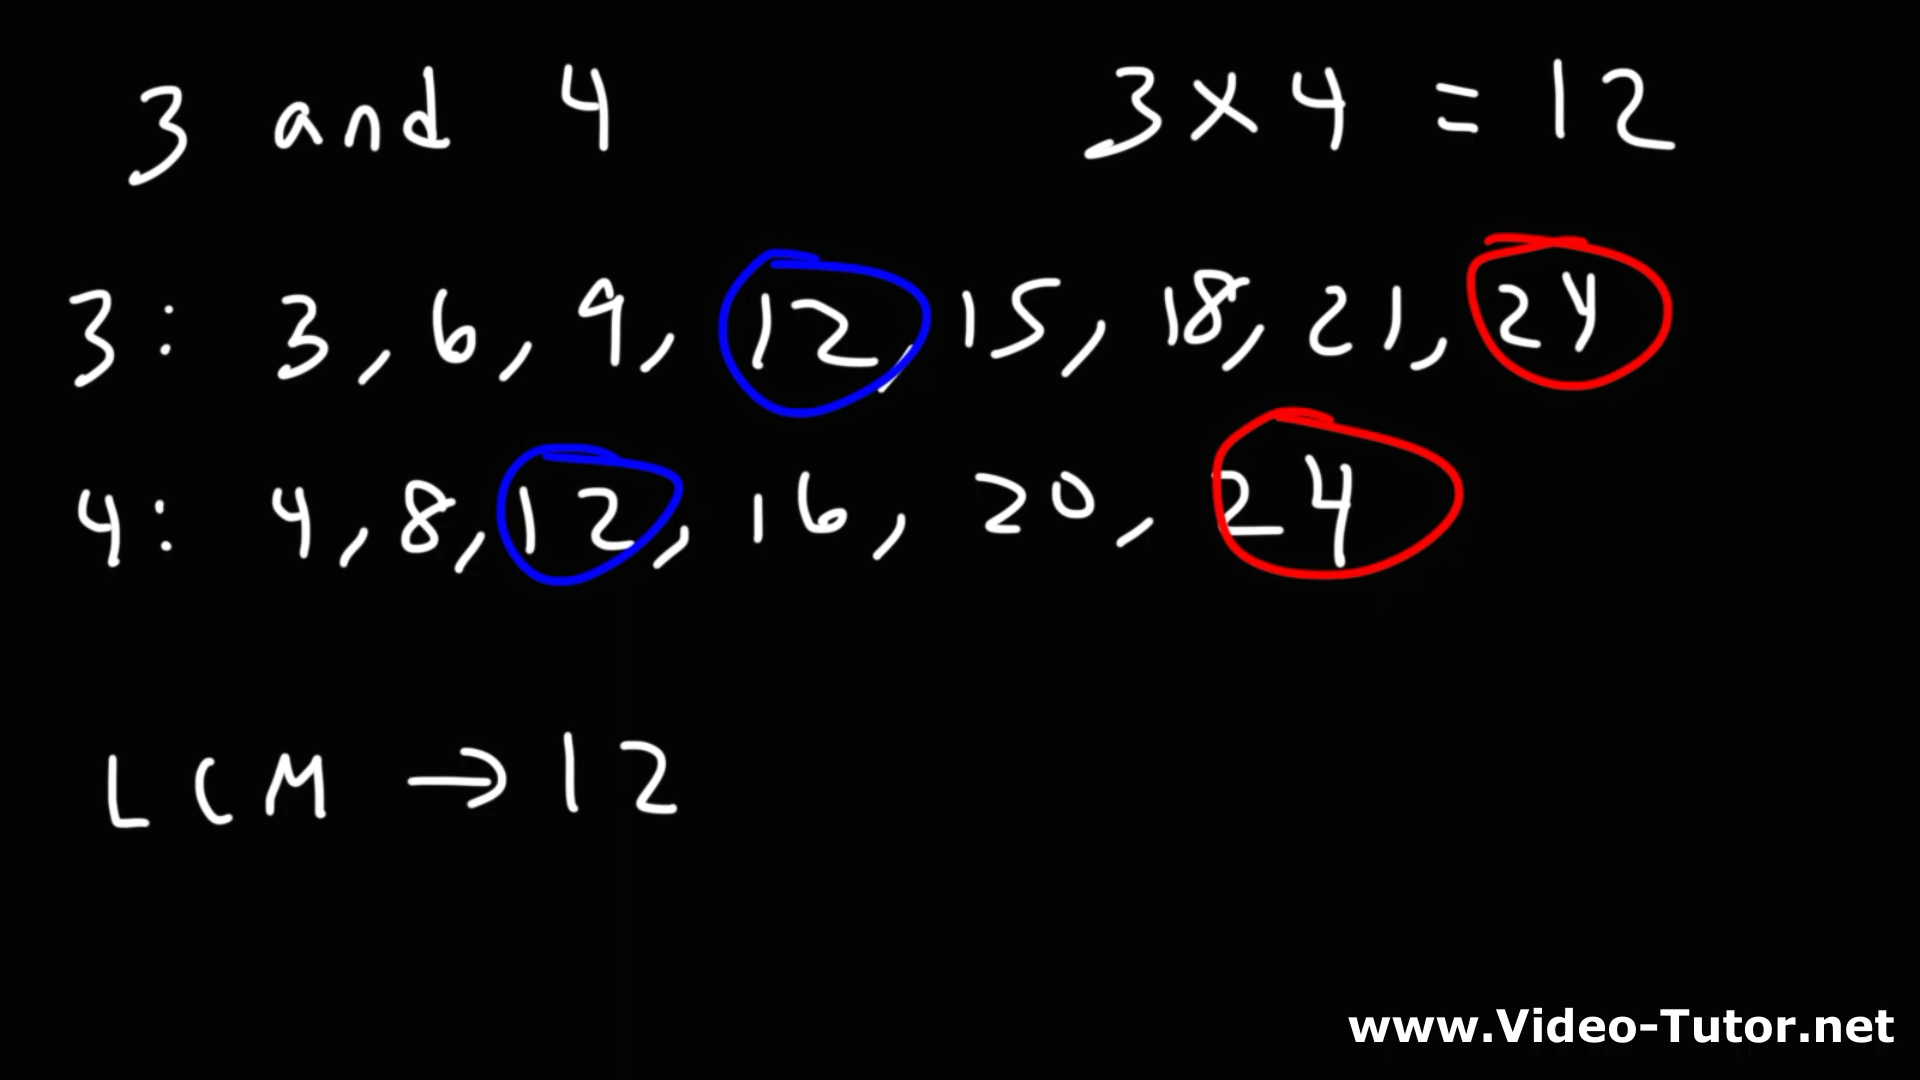 3 and 4 3 × 4 = 12
3: 3, 6, 9, 12, 15, 18, 21, 24
4: 4, 8, 12, 16, 20, 24
LCM → 12
www.Video-Tutor.net